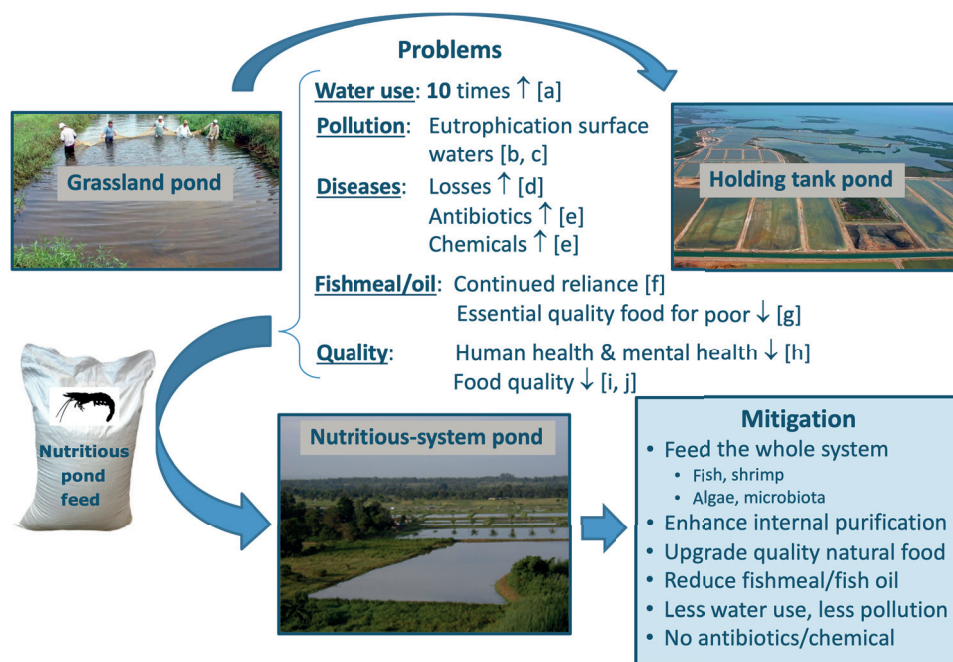 Problems
Water use: 10 times ↑ [a]
Pollution: Eutrophication surface
waters [b, c]
Diseases: Losses ↑ [d]
Antibiotics ↑ [e]
Chemicals ↑ [e]
Fishmeal/oil: Continued reliance [f]
Essential quality food for poor ↓ [g]
Quality: Human health & mental health ↓ [h]
Food quality ↓ [i, j]
Grassland pond
Holding tank pond
Nutritious
pond
feed
Nutritious-system pond
Mitigation
• Feed the whole system
• Fish, shrimp
• Algae, microbiota
• Enhance internal purification
• Upgrade quality natural food
• Reduce fishmeal/fish oil
• Less water use, less pollution
• No antibiotics/chemical